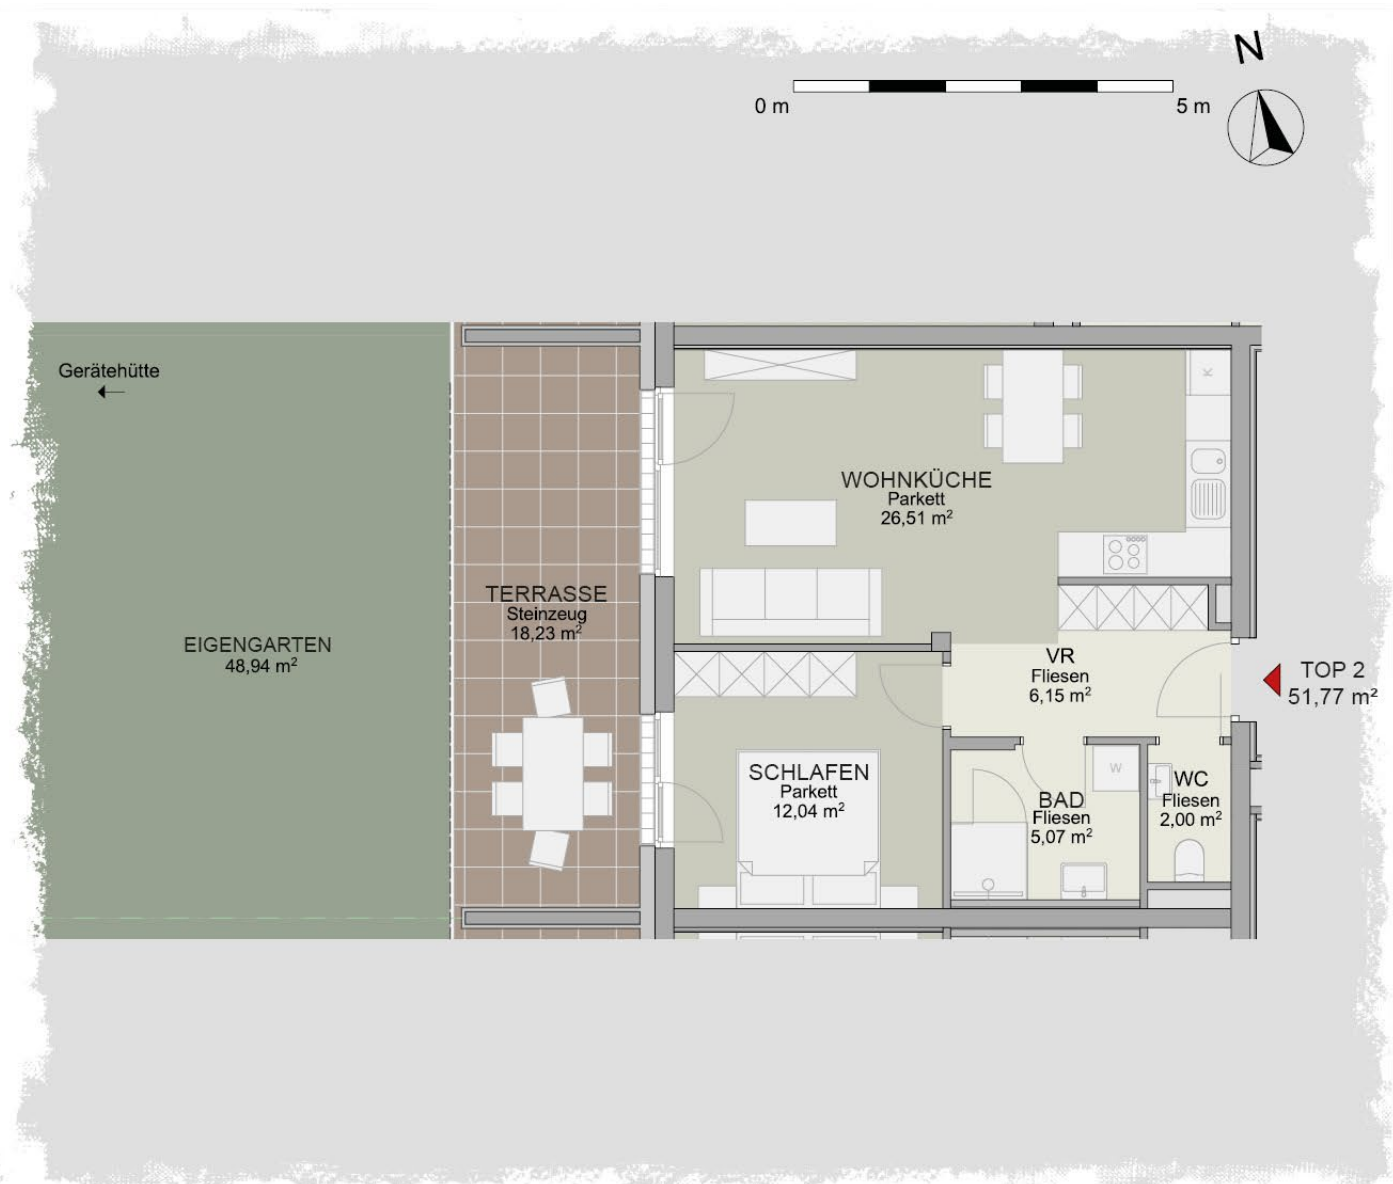 N
0 m
5 m
Gerätehütte
K
WOHNKÜCHE
Parkett
26,51 m²
TERRASSE
Steinzeug
18,23 m²
EIGENGARTEN
48,94 m²
VR
Fliesen
6,15 m²
TOP 2
51,77 m²
SCHLAFEN
Parkett
12,04 m²
W
BAD
Fliesen
5,07 m²
WC
Fliesen
2,00 m²